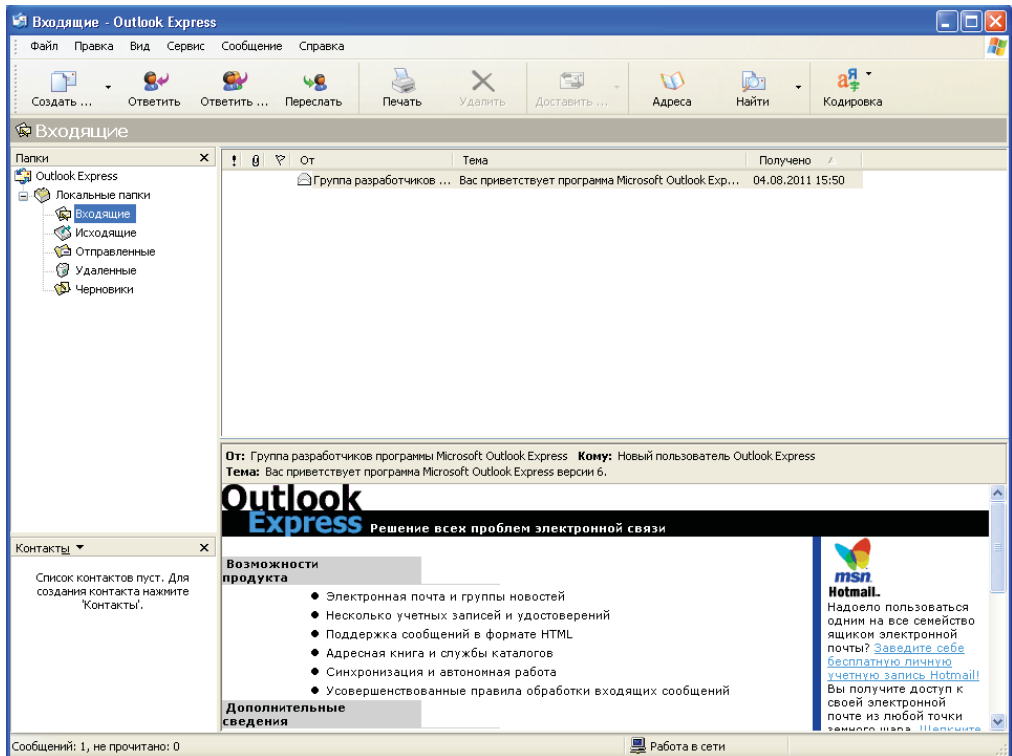 Входящие - Outlook Express
Файл Правка Вид Сервис Сообщение Справка
Создать ... Ответить Ответить ... Переслать Печать Удалить Доставить ... Адреса Найти Кодировка
Входящие
Папки
Outlook Express
Локальные папки
Входящие
Исходящие
Отправленные
Удаленные
Черновики
! От Тема Получено
Группа разработчиков ... Вас приветствует программа Microsoft Outlook Exp... 04.08.2011 15:50
От: Группа разработчиков программы Microsoft Outlook Express Кому: Новый пользователь Outlook Express
Тема: Вас приветствует программа Microsoft Outlook Express версии 6.
Outlook
Express Решение всех проблем электронной связи
Возможности
продукта
• Электронная почта и группы новостей
• Несколько учетных записей и удостоверений
• Поддержка сообщений в формате HTML
• Адресная книга и службы каталогов
• Синхронизация и автономная работа
• Усовершенствованные правила обработки входящих сообщений
Дополнительные
сведения
msn
Hotmail.
Надоело пользоваться
одним на все семейство
ящиком электронной
почты? Заведите себе
бесплатную личную
учетную запись Hotmail!
Вы получите доступ к
своей электронной
почте из любой точки
земного шара. Щелкните
Контакты
Список контактов пуст. Для
создания контакта нажмите
'Контакты'.
Сообщений: 1, не прочитано: 0 Работа в сети